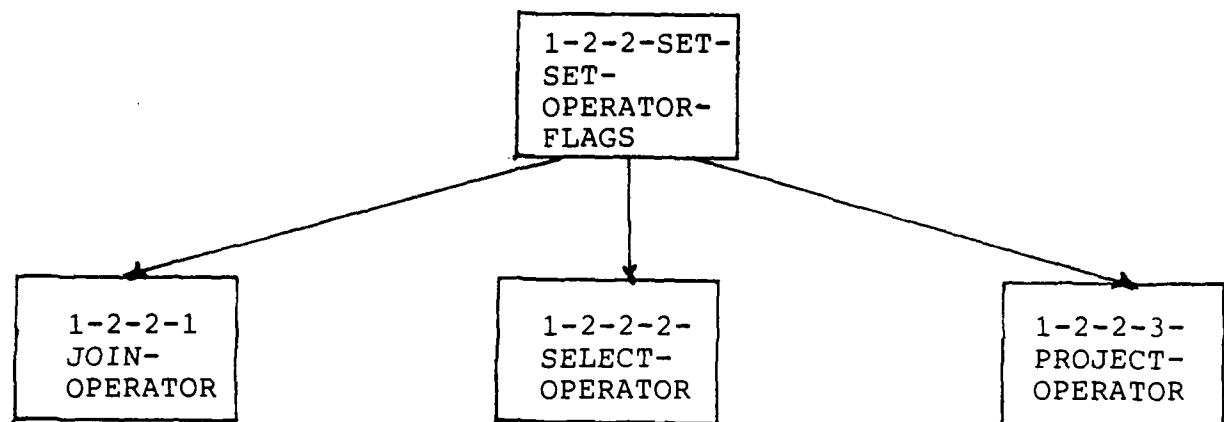 1-2-2-SET-
SET-
OPERATOR-
FLAGS
1-2-2-1
JOIN-
OPERATOR
1-2-2-2-
SELECT-
OPERATOR
1-2-2-3-
PROJECT-
OPERATOR